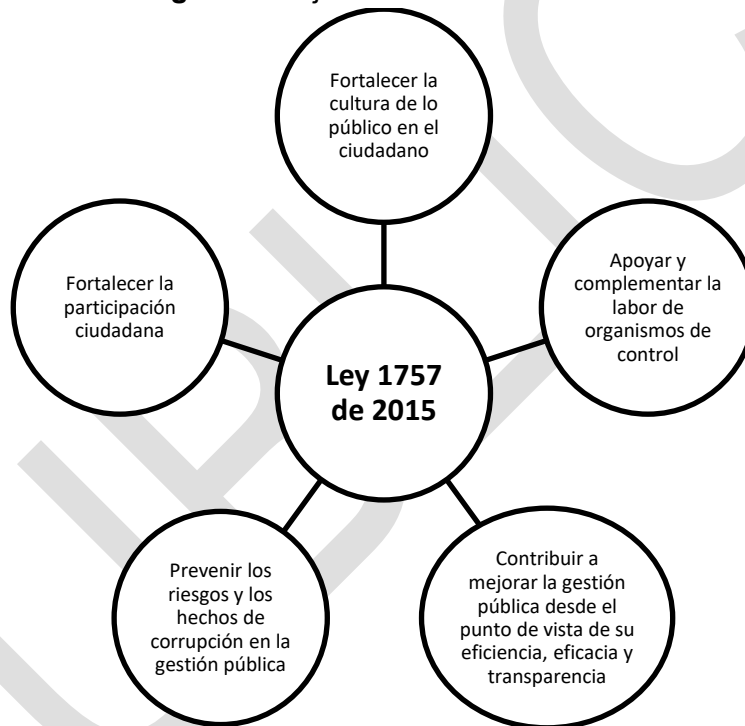 Fortalecer la
cultura de lo
público en el
ciudadano
Apoyar y
complementar la
labor de
organismos de
control
Contribuir a
mejorar la gestión
pública desde el
punto de vista de su
eficiencia, eficacia y
transparencia
Prevenir los
riesgos y los
hechos de
corrupción en la
gestión pública
Fortalecer la
participación
ciudadana
Ley 1757
de 2015